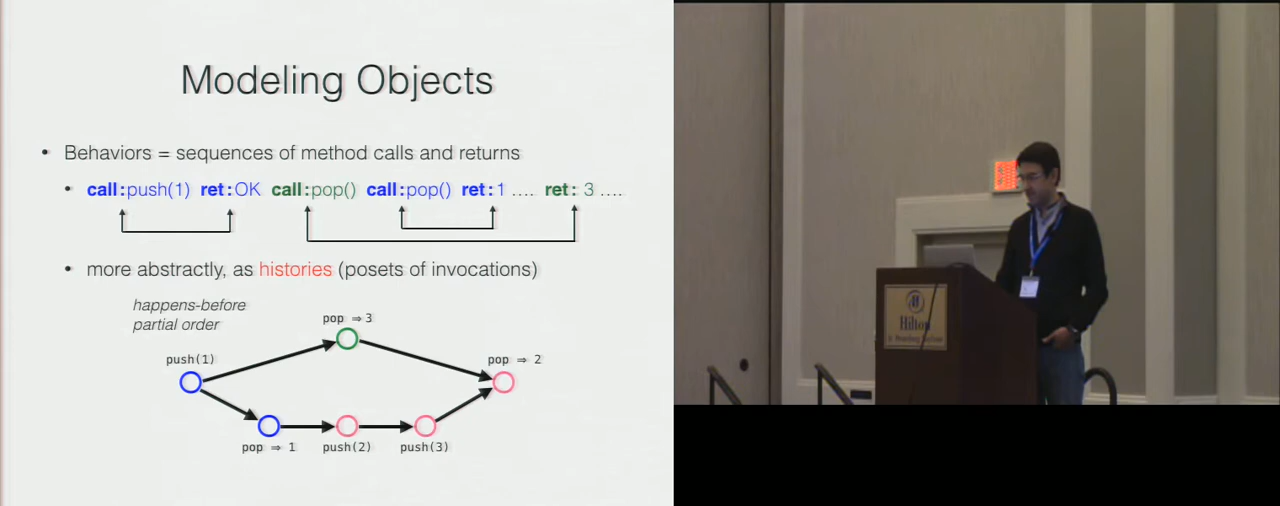 Modeling Objects
• Behaviors = sequences of method calls and returns
• call:push(1) ret:OK call:pop() call:pop() ret:1 .... ret: 3 ....
• more abstractly, as histories (posets of invocations)
happens-before
partial order
pop ⇒ 3
push(1)
pop ⇒ 2
pop ⇒ 1
push(2)
push(3)
Hilton